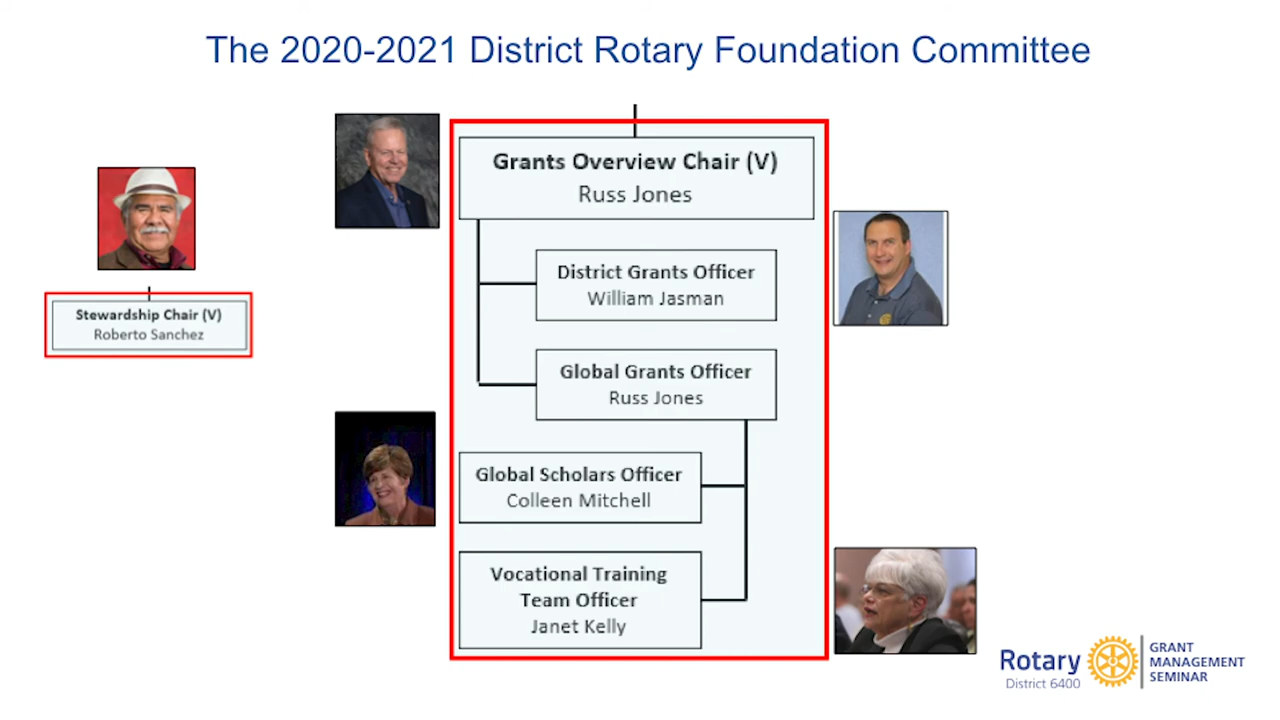 The 2020-2021 District Rotary Foundation Committee
Grants Overview Chair (V)
Russ Jones
Stewardship Chair (V)
Roberto Sanchez
District Grants Officer
William Jasman
Global Grants Officer
Russ Jones
Global Scholars Officer
Colleen Mitchell
Vocational Training
Team Officer
Janet Kelly
Rotary
District 6400
GRANT
MANAGEMENT
SEMINAR